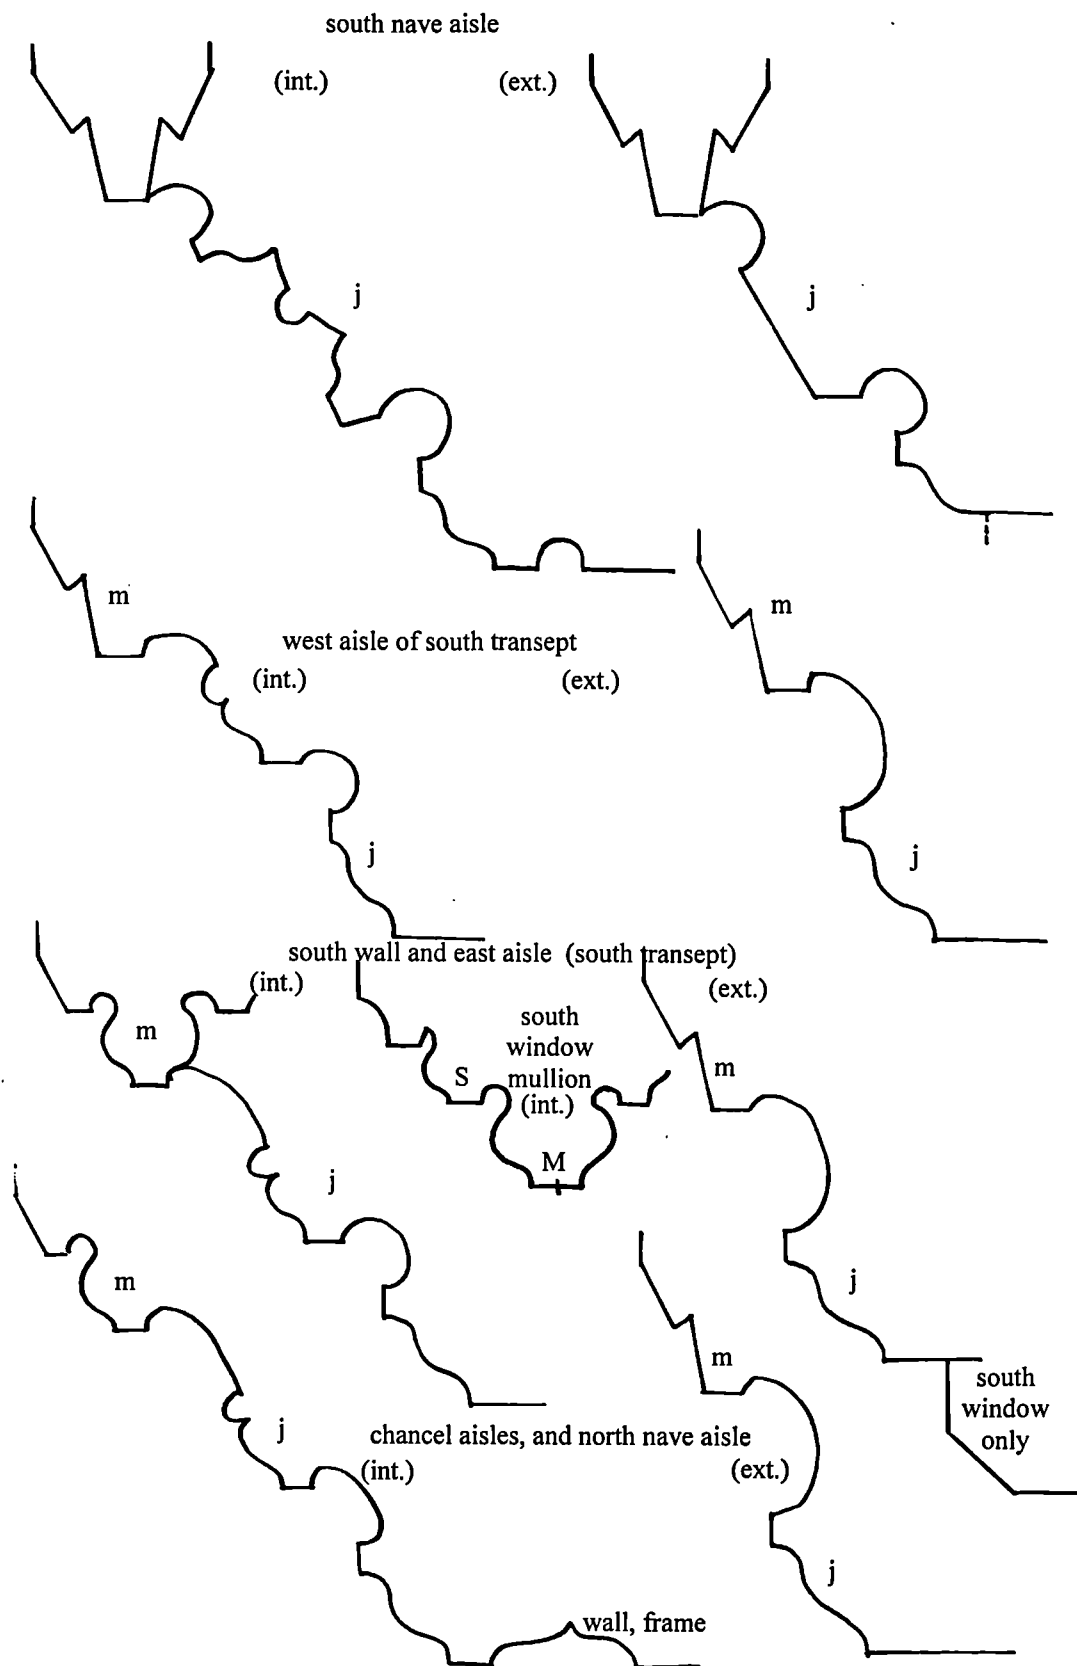 south nave aisle
(int.) (ext.)
j j
m m
west aisle of south transept
(int.) (ext.)
j j
south wall and east aisle (south transept)
(int.) (ext.)
m south
window
mullion
(int.)
S m
M
j
m j
m
south
window
only
j chancel aisles, and north nave aisle
(int.) (ext.)
j
wall, frame